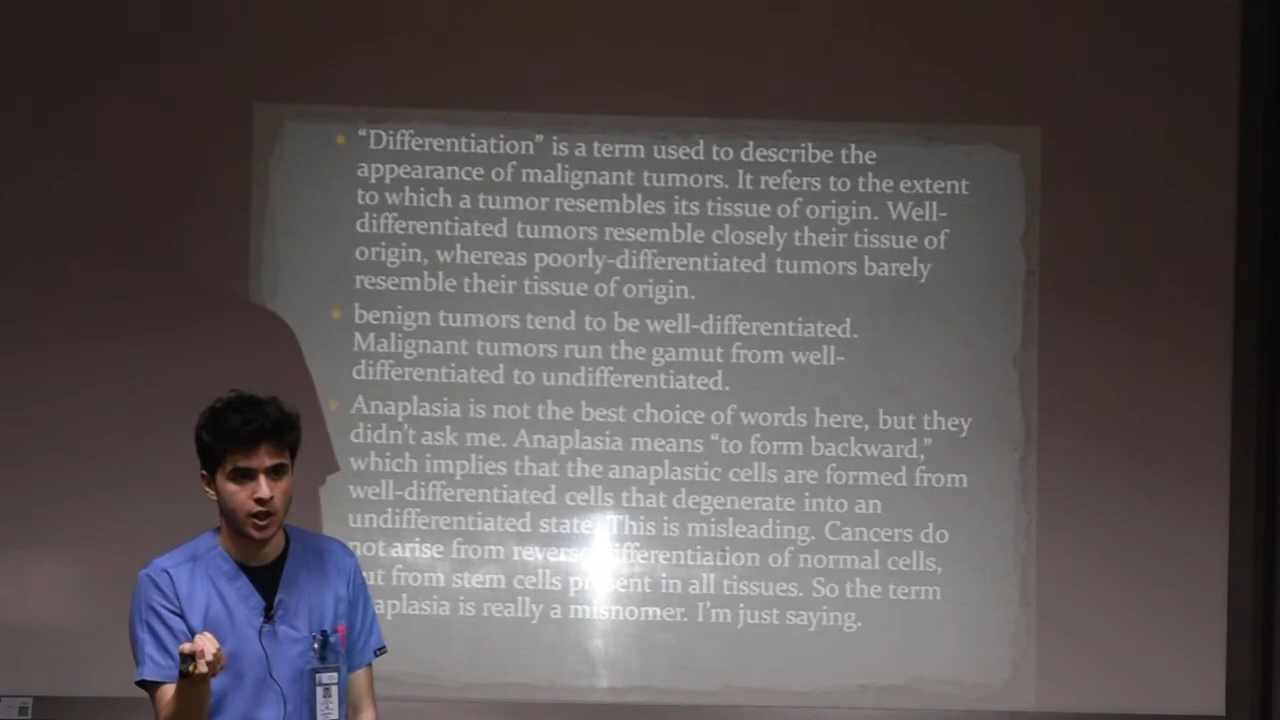 “Differentiation” is a term used to describe the
appearance of malignant tumors. It refers to the extent
to which a tumor resembles its tissue of origin. Well-
differentiated tumors resemble closely their tissue of
origin, whereas poorly-differentiated tumors barely
resemble their tissue of origin.
benign tumors tend to be well-differentiated.
Malignant tumors run the gamut from well-
differentiated to undifferentiated.
Anaplasia is not the best choice of words here, but they
didn’t ask me. Anaplasia means “to form backward,”
which implies that the anaplastic cells are formed from
well-differentiated cells that degenerate into an
undifferentiated state. This is misleading. Cancers do
not arise from reverse differentiation of normal cells,
but from stem cells present in all tissues. So the term
anaplasia is really a misnomer. I’m just saying.